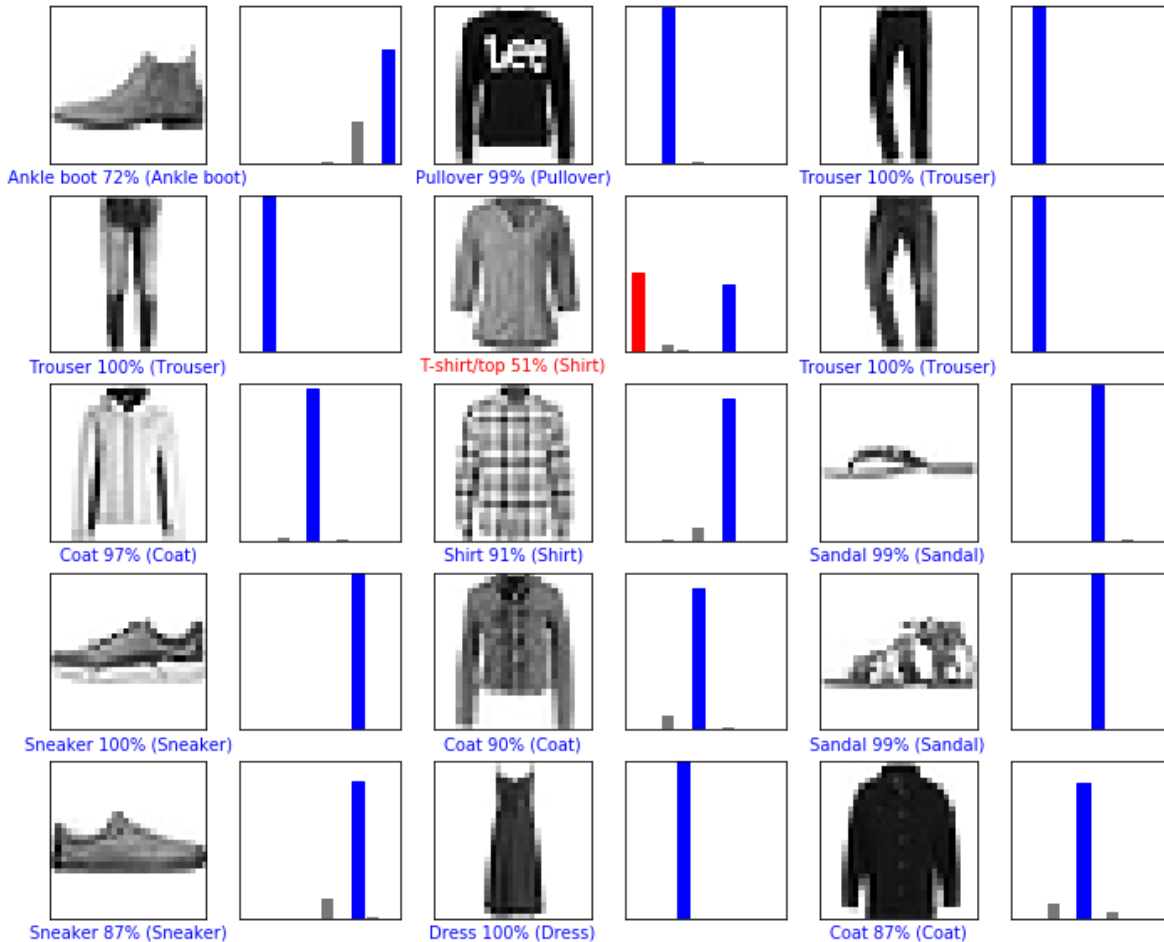 Lee
Ankle boot 72% (Ankle boot)
Pullover 99% (Pullover)
Trouser 100% (Trouser)
Trouser 100% (Trouser)
T-shirt/top 51% (Shirt)
Trouser 100% (Trouser)
Coat 97% (Coat)
Shirt 91% (Shirt)
Sandal 99% (Sandal)
Sneaker 100% (Sneaker)
Coat 90% (Coat)
Sandal 99% (Sandal)
Sneaker 87% (Sneaker)
Dress 100% (Dress)
Coat 87% (Coat)